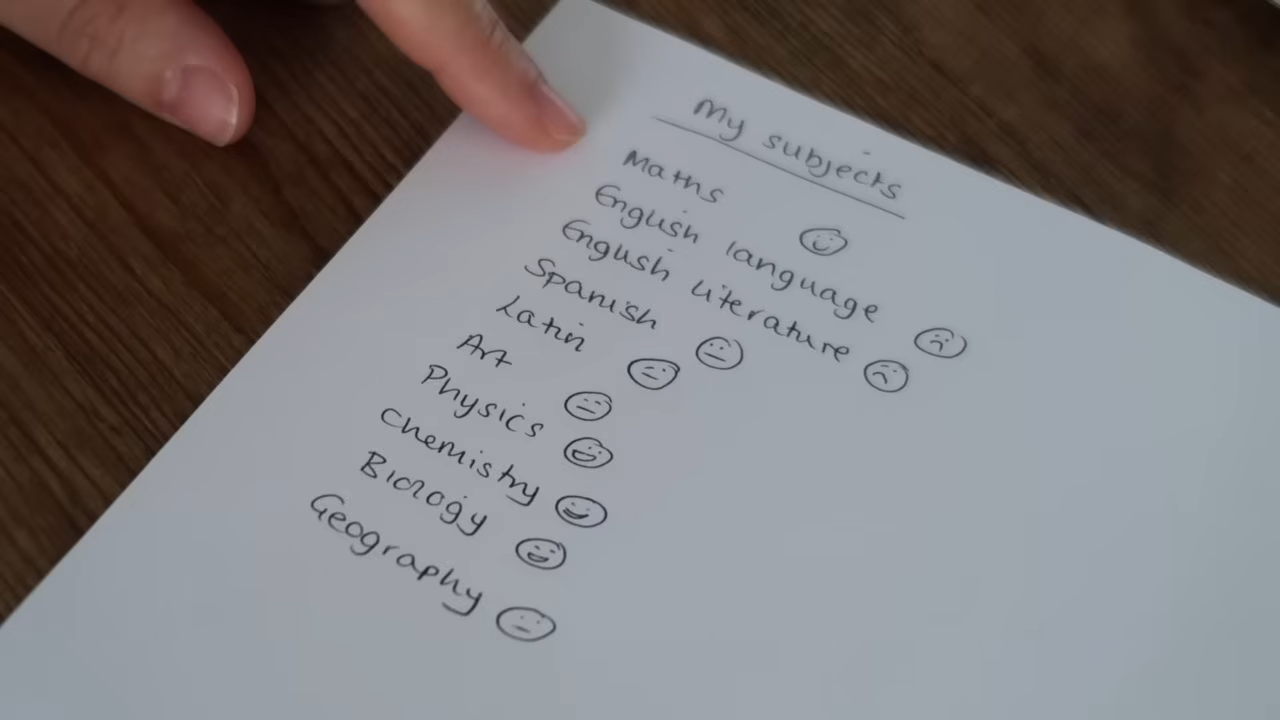 My subjects
Maths
English language
English Literature
Spanish
Latin
Art
Physics
Chemistry
Biology
Geography